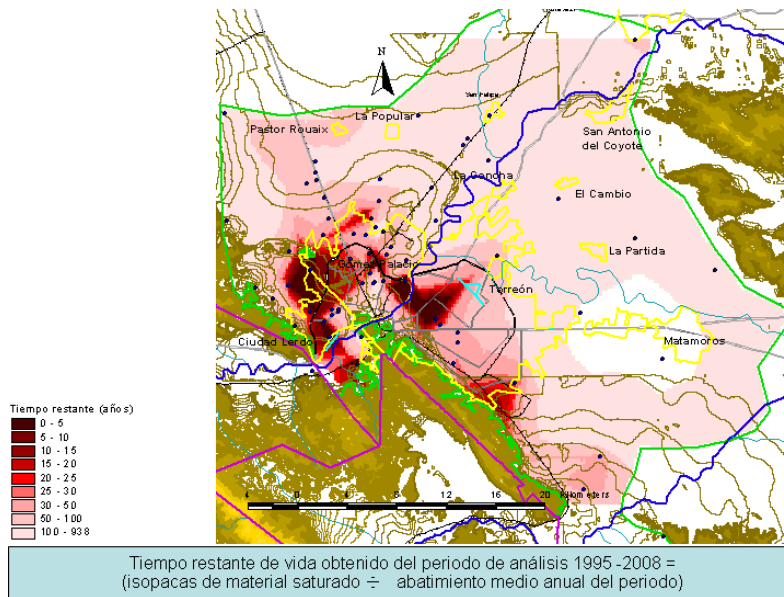 N
La Popular
San Felipe
Pastor Rouaix
San Antonio
del Coyote
La Concha
El Cambio
La Partida
Gómez Palacio
Torreón
Ciudad Lerdo
Matamoros
Tiempo restante (años)
0 - 5
5 - 10
10 - 15
15 - 20
20 - 25
25 - 30
30 - 50
50 - 100
100 - 938
4 0 4 8 12 16 20 Kilometers
Tiempo restante de vida obtenido del periodo de análisis 1995 -2008 =
(isopacas de material saturado ÷ abatimiento medio anual del periodo)